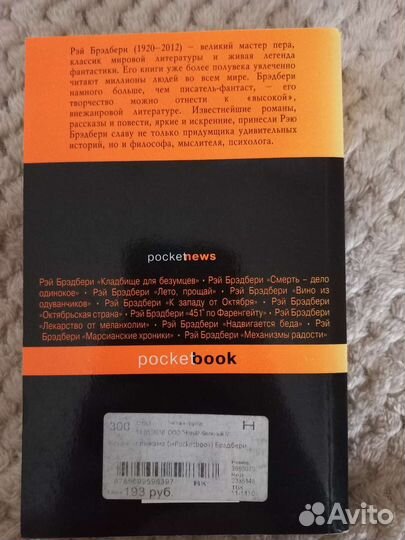 Рэй Брэдбери (1920–2012) – великий мастер пера,
классик мировой литературы и живая легенда
фантастики. Его книги уже более полувека увлеченно
читают миллионы людей во всем мире. Брэдбери
намного больше, чем писатель-фантаст, – его
творчество можно отнести к «высокой»,
внежанровой литературе. Известнейшие романы,
рассказы и повести, яркие и искренние, принесли Рэю
Брэдбери славу не только придумщика удивительных
историй, но и философа, мыслителя, психолога.
pocketnews
Рэй Брэдбери «Кладбище для безумцев» • Рэй Брэдбери «Смерть – дело
одинокое» • Рэй Брэдбери «Лето, прощай» • Рэй Брэдбери «Вино из
одуванчиков» • Рэй Брэдбери «К западу от Октября» • Рэй Брэдбери
«Октябрьская страна» • Рэй Брэдбери «451° по Фаренгейту» • Рэй Брэдбери
«Лекарство от меланхолии» • Рэй Брэдбери «Надвигается беда» • Рэй
Брэдбери «Марсианские хроники» • Рэй Брэдбери «Механизмы радости»
pocketbook
300
(«Pocketbook») Брэдбери
193 руб.
Avito